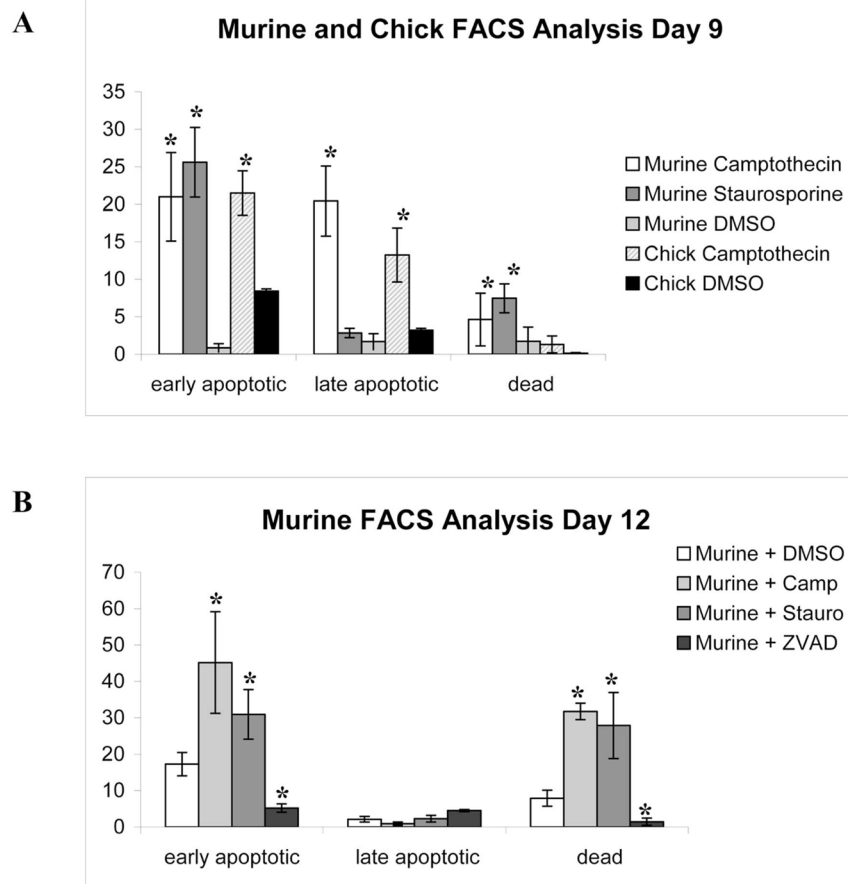 A
Murine and Chick FACS Analysis Day 9
35
30
25
20
15
10
5
0
* * * * * * *
early apoptotic late apoptotic dead
Murine Camptothecin
Murine Staurosporine
Murine DMSO
Chick Camptothecin
Chick DMSO
B
Murine FACS Analysis Day 12
70
60
50
40
30
20
10
0
* * * * * *
early apoptotic late apoptotic dead
Murine + DMSO
Murine + Camp
Murine + Stauro
Murine + ZVAD